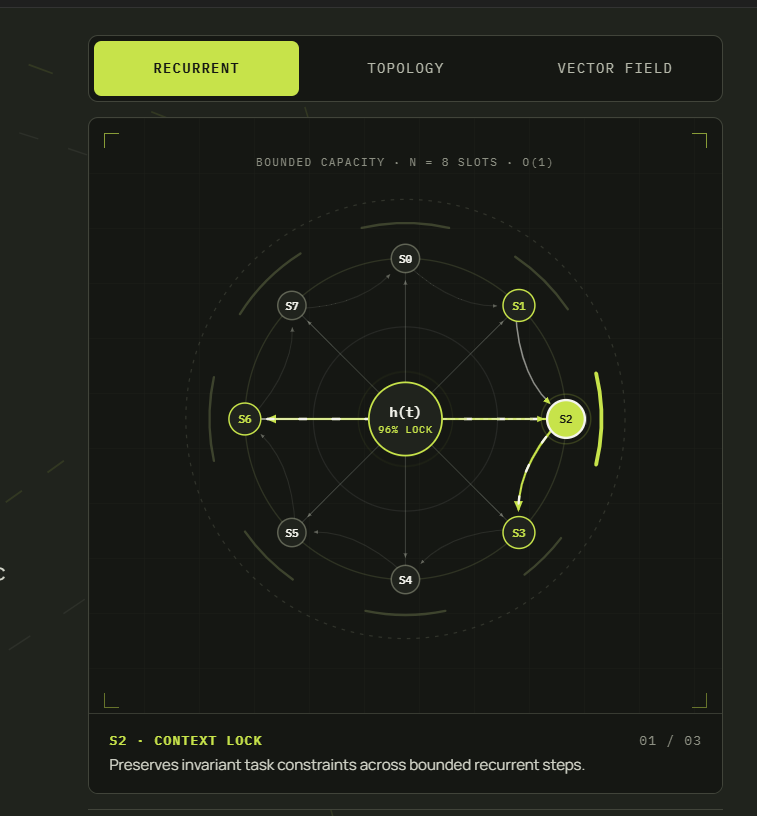 RECURRENT
TOPOLOGY
VECTOR FIELD
BOUNDED CAPACITY · N = 8 SLOTS · O(1)
S0
S7
S1
h(t)
96% LOCK
S6
S2
S5
S3
S4
C
S2 · CONTEXT LOCK
01 / 03
Preserves invariant task constraints across bounded recurrent steps.